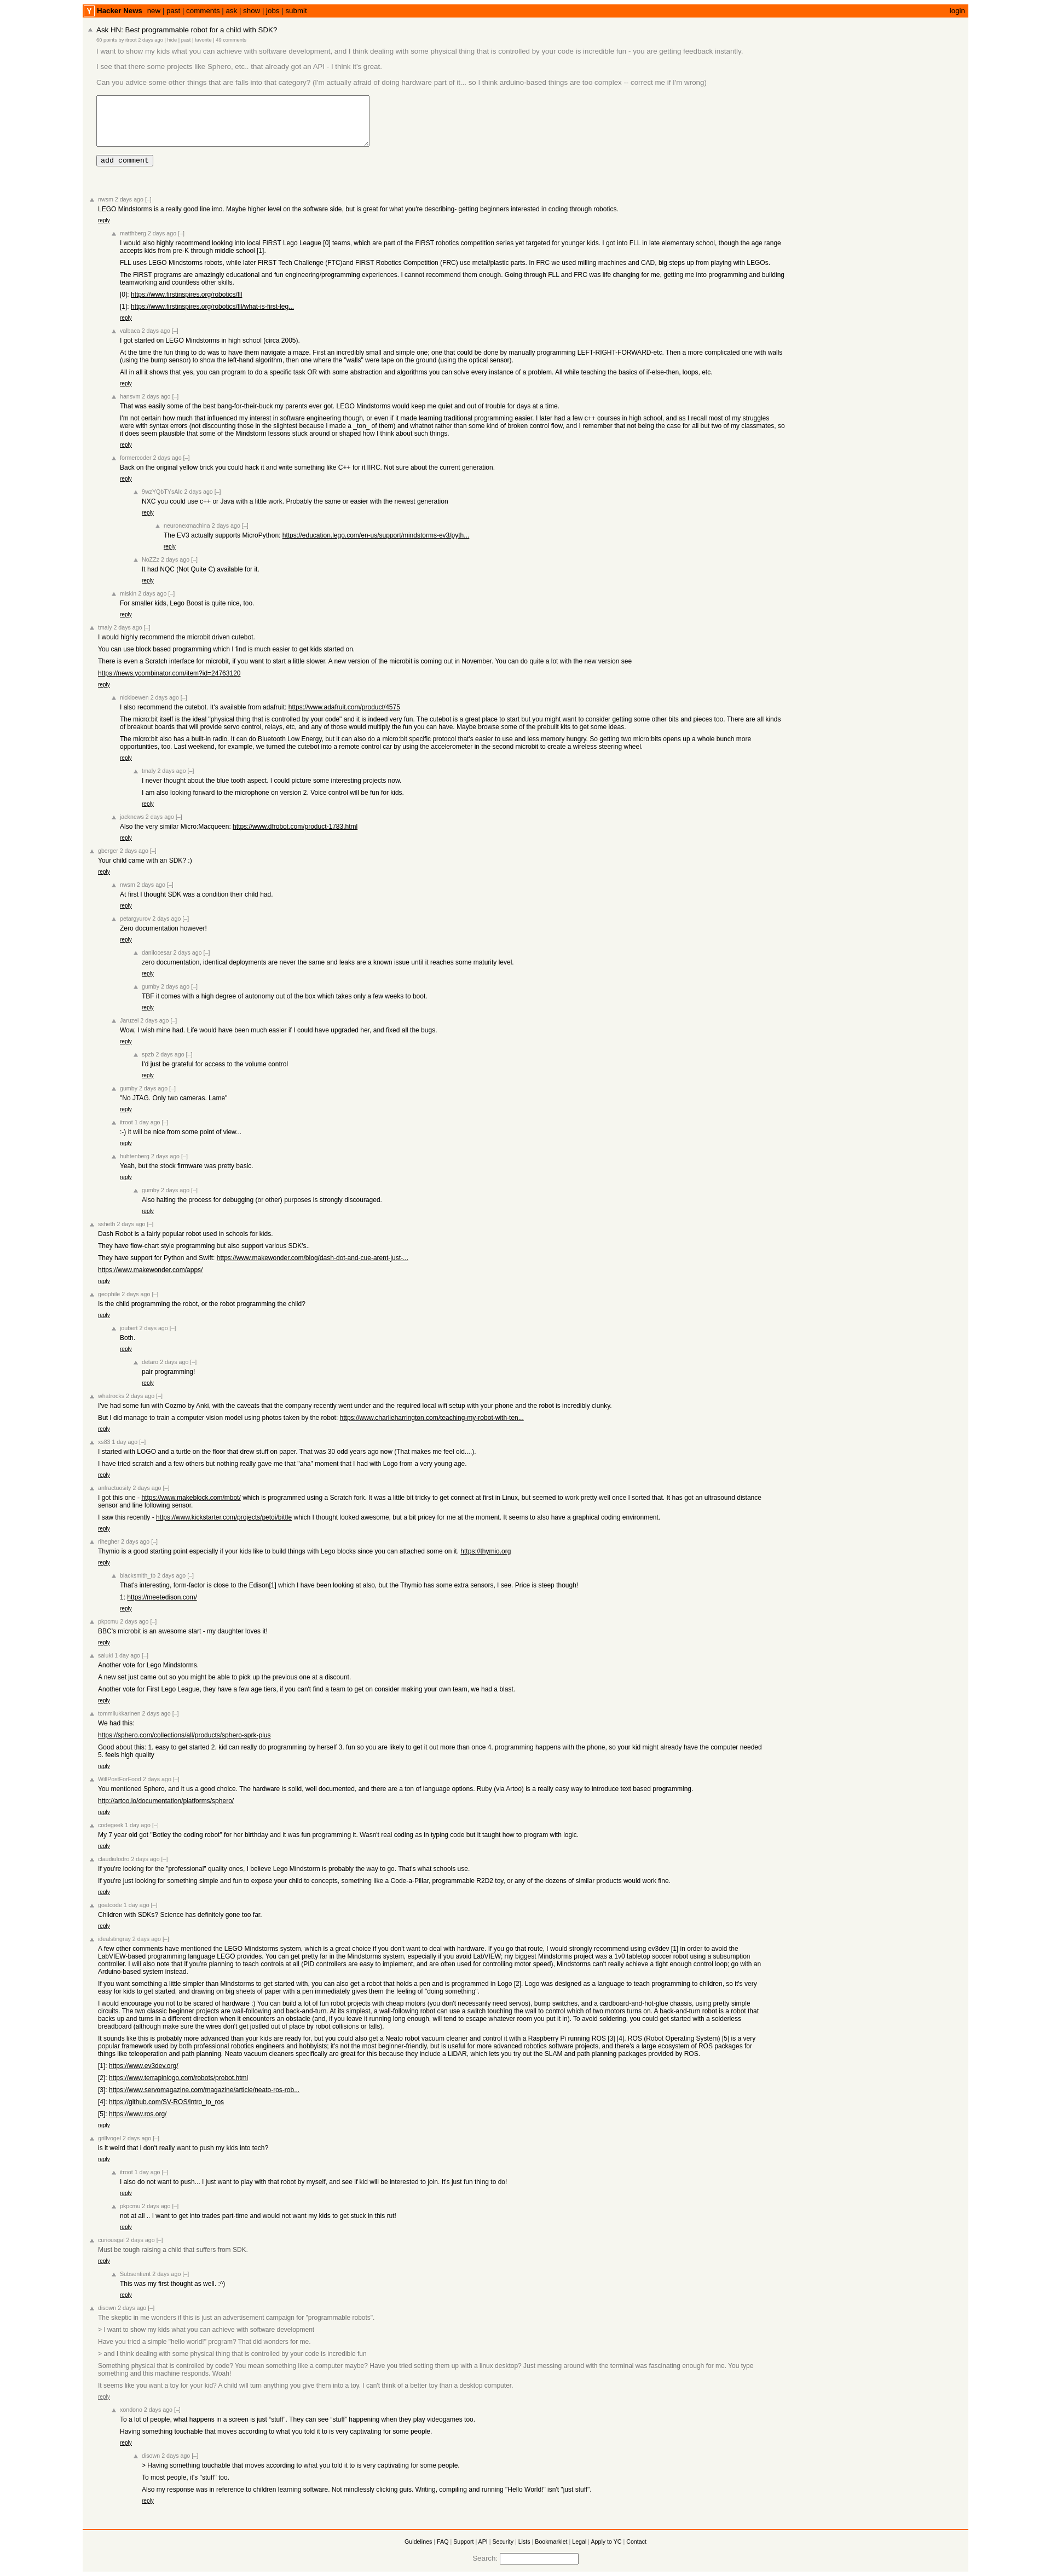 Y Hacker News new | past | comments | ask | show | jobs | submit login
Ask HN: Best programmable robot for a child with SDK?
60 points by itroot 2 days ago | hide | past | favorite | 49 comments
I want to show my kids what you can achieve with software development, and I think dealing with some physical thing that is controlled by your code is incredible fun - you are getting feedback instantly.
I see that there some projects like Sphero, etc.. that already got an API - I think it's great.
Can you advice some other things that are falls into that category? (I'm actually afraid of doing hardware part of it... so I think arduino-based things are too complex -- correct me if I'm wrong)
add comment
nwsm 2 days ago [–]
LEGO Mindstorms is a really good line imo. Maybe higher level on the software side, but is great for what you're describing- getting beginners interested in coding through robotics.
reply
matthberg 2 days ago [–]
I would also highly recommend looking into local FIRST Lego League [0] teams, which are part of the FIRST robotics competition series yet targeted for younger kids. I got into FLL in late elementary school, though the age range
accepts kids from pre-K through middle school [1].
FLL uses LEGO Mindstorms robots, while later FIRST Tech Challenge (FTC)and FIRST Robotics Competition (FRC) use metal/plastic parts. In FRC we used milling machines and CAD, big steps up from playing with LEGOs.
The FIRST programs are amazingly educational and fun engineering/programming experiences. I cannot recommend them enough. Going through FLL and FRC was life changing for me, getting me into programming and building
teamworking and countless other skills.
[0]: https://www.firstinspires.org/robotics/fll
[1]: https://www.firstinspires.org/robotics/fll/what-is-first-leg...
reply
valbaca 2 days ago [–]
I got started on LEGO Mindstorms in high school (circa 2005).
At the time the fun thing to do was to have them navigate a maze. First an incredibly small and simple one; one that could be done by manually programming LEFT-RIGHT-FORWARD-etc. Then a more complicated one with walls
(using the bump sensor) to show the left-hand algorithm, then one where the "walls" were tape on the ground (using the optical sensor).
All in all it shows that yes, you can program to do a specific task OR with some abstraction and algorithms you can solve every instance of a problem. All while teaching the basics of if-else-then, loops, etc.
reply
hanovrn 2 days ago [–]
That was easily some of the best bang-for-their-buck my parents ever got. LEGO Mindstorms would keep me quiet and out of trouble for days at a time.
I'm not certain how much that influenced my interest in software engineering though, or even if it made learning traditional programming easier. I later had a few c++ courses in high school, and as I recall most of my struggles
were with syntax errors (not discounting those in the slightest because I made a _ton_ of them) and whatnot rather than some kind of broken control flow, and I remember that not being the case for all but two of my classmates, so
it does seem plausible that some of the Mindstorm lessons stuck around or shaped how I think about such things.
reply
formercoder 2 days ago [–]
Back on the original yellow brick you could hack it and write something like C++ for it IIRC. Not sure about the current generation.
reply
9wzYQbTYsAIc 2 days ago [–]
NXC you could use c++ or Java with a little work. Probably the same or easier with the newest generation
reply
neuronexmachina 2 days ago [–]
The EV3 actually supports MicroPython: https://education.lego.com/en-us/support/mindstorms-ev3/pyth...
reply
NoZZz 2 days ago [–]
It had NQC (Not Quite C) available for it.
reply
miskin 2 days ago [–]
For smaller kids, Lego Boost is quite nice, too.
reply
tmaly 2 days ago [–]
I would highly recommend the microbit driven cutebot.
You can use block based programming which I find is much easier to get kids started on.
There is even a Scratch interface for microbit, if you want to start a little slower. A new version of the microbit is coming out in November. You can do quite a lot with the new version see
https://news.ycombinator.com/item?id=24763120
reply
nickloewen 2 days ago [–]
I also recommend the cutebot. It's available from adafruit: https://www.adafruit.com/product/4575
The micro:bit itself is the ideal "physical thing that is controlled by your code" and it is indeed very fun. The cutebot is a great place to start but you might want to consider getting some other bits and pieces too. There are all kinds
of breakout boards that will provide servo control, relays, etc, and any of those would multiply the fun you can have. Maybe browse some of the prebuilt kits to get some ideas.
The micro:bit also has a built-in radio. It can do Bluetooth Low Energy, but it can also do a micro:bit specific protocol that's easier to use and less memory hungry. So getting two micro:bits opens up a whole bunch more
opportunities, too. Last weekend, for example, we turned the cutebot into a remote control car by using the accelerometer in the second microbit to create a wireless steering wheel.
reply
tmaly 2 days ago [–]
I never thought about the blue tooth aspect. I could picture some interesting projects now.
I am also looking forward to the microphone on version 2. Voice control will be fun for kids.
reply
jacknews 2 days ago [–]
Also the very similar Micro:Macqueen: https://www.dfrobot.com/product-1783.html
reply
gberger 2 days ago [–]
Your child came with an SDK? :)
reply
nwsm 2 days ago [–]
At first I thought SDK was a condition their child had.
reply
petargyurov 2 days ago [–]
Zero documentation however!
reply
danilocesar 2 days ago [–]
zero documentation, identical deployments are never the same and leaks are a known issue until it reaches some maturity level.
reply
gumby 2 days ago [–]
TBF it comes with a high degree of autonomy out of the box which takes only a few weeks to boot.
reply
Jaruzel 2 days ago [–]
Wow, I wish mine had. Life would have been much easier if I could have upgraded her, and fixed all the bugs.
reply
spzb 2 days ago [–]
I'd just be grateful for access to the volume control
reply
gumby 2 days ago [–]
"No JTAG. Only two cameras. Lame"
reply
itroot 1 day ago [–]
:-) it will be nice from some point of view...
reply
huhtenberg 2 days ago [–]
Yeah, but the stock firmware was pretty basic.
reply
gumby 2 days ago [–]
Also halting the process for debugging (or other) purposes is strongly discouraged.
reply
ssheth 2 days ago [–]
Dash Robot is a fairly popular robot used in schools for kids.
They have flow-chart style programming but also support various SDK's..
They have support for Python and Swift: https://www.makewonder.com/blog/dash-dot-and-cue-arent-just-...
https://www.makewonder.com/apps/
reply
geophile 2 days ago [–]
Is the child programming the robot, or the robot programming the child?
reply
joubert 2 days ago [–]
Both.
reply
detaro 2 days ago [–]
pair programming!
reply
whatrocks 2 days ago [–]
I've had some fun with Cozmo by Anki, with the caveats that the company recently went under and the required local wifi setup with your phone and the robot is incredibly clunky.
But I did manage to train a computer vision model using photos taken by the robot: https://www.charlieharrington.com/teaching-my-robot-with-ten...
reply
xs83 1 day ago [–]
I started with LOGO and a turtle on the floor that drew stuff on paper. That was 30 odd years ago now (That makes me feel old....).
I have tried scratch and a few others but nothing really gave me that "aha" moment that I had with Logo from a very young age.
reply
anfractuosity 2 days ago [–]
I got this one - https://www.makeblock.com/mbot/ which is programmed using a Scratch fork. It was a little bit tricky to get connect at first in Linux, but seemed to work pretty well once I sorted that. It has got an ultrasound distance
sensor and line following sensor.
I saw this recently - https://www.kickstarter.com/projects/petoi/bittle which I thought looked awesome, but a bit pricey for me at the moment. It seems to also have a graphical coding environment.
reply
rihegher 2 days ago [–]
Thymio is a good starting point especially if your kids like to build things with Lego blocks since you can attached some on it. https://thymio.org
reply
blacksmith_tb 2 days ago [–]
That's interesting, form-factor is close to the Edison[1] which I have been looking at also, but the Thymio has some extra sensors, I see. Price is steep though!
1: https://meetedison.com/
reply
pkpcmu 2 days ago [–]
BBC's microbit is an awesome start - my daughter loves it!
reply
saluki 1 day ago [–]
Another vote for Lego Mindstorms.
A new set just came out so you might be able to pick up the previous one at a discount.
Another vote for First Lego League, they have a few age tiers, if you can't find a team to get on consider making your own team, we had a blast.
reply
tommilukkarinen 2 days ago [–]
We had this:
https://sphero.com/collections/all/products/sphero-sprk-plus
Good about this: 1. easy to get started 2. kid can really do programming by herself 3. fun so you are likely to get it out more than once 4. programming happens with the phone, so your kid might already have the computer needed
5. feels high quality
reply
WillPostForFood 2 days ago [–]
You mentioned Sphero, and it us a good choice. The hardware is solid, well documented, and there are a ton of language options. Ruby (via Artoo) is a really easy way to introduce text based programming.
http://artoo.io/documentation/platforms/sphero/
reply
codegeek 1 day ago [–]
My 7 year old got "Botley the coding robot" for her birthday and it was fun programming it. Wasn't real coding as in typing code but it taught how to program with logic.
reply
claudiulodro 2 days ago [–]
If you're looking for the "professional" quality ones, I believe Lego Mindstorm is probably the way to go. That's what schools use.
If you're just looking for something simple and fun to expose your child to concepts, something like a Code-a-Pillar, programmable R2D2 toy, or any of the dozens of similar products would work fine.
reply
goatcode 1 day ago [–]
Children with SDKs? Science has definitely gone too far.
reply
idealstingray 2 days ago [–]
A few other comments have mentioned the LEGO Mindstorms system, which is a great choice if you don't want to deal with hardware. If you go that route, I would strongly recommend using ev3dev [1] in order to avoid the
LabVIEW-based programming language LEGO provides. You can get pretty far in the Mindstorms system, especially if you avoid LabVIEW; my biggest Mindstorms project was a 1v0 tabletop soccer robot using a subsumption
controller. I will also note that if you're planning to teach controls at all (PID controllers are easy to implement, and are often used for controlling motor speed), Mindstorms can't really achieve a tight enough control loop; go with an
Arduino-based system instead.
If you want something a little simpler than Mindstorms to get started with, you can also get a robot that holds a pen and is programmed in Logo [2]. Logo was designed as a language to teach programming to children, so it's very
easy for kids to get started, and drawing on big sheets of paper with a pen immediately gives them the feeling of "doing something".
I would encourage you not to be scared of hardware :) You can build a lot of fun robot projects with cheap motors (you don't necessarily need servos), bump switches, and a cardboard-and-hot-glue chassis, using pretty simple
circuits. The two classic beginner projects are wall-following and back-and-turn. At its simplest, a wall-following robot can use a switch touching the wall to control which of two motors turns on. A back-and-turn robot is a robot that
backs up and turns in a different direction when it encounters an obstacle (and, if you leave it running long enough, will tend to escape whatever room you put it in). To avoid soldering, you could get started with a solderless
breadboard (although make sure the wires don't get jostled out of place by robot collisions or falls).
It sounds like this is probably more advanced than your kids are ready for, but you could also get a Neato robot vacuum cleaner and control it with a Raspberry Pi running ROS [3] [4]. ROS (Robot Operating System) [5] is a very
popular framework used by both professional robotics engineers and hobbyists; it's not the most beginner-friendly, but is useful for more advanced robotics software projects, and there's a large ecosystem of ROS packages for
things like teleoperation and path planning. Neato vacuum cleaners specifically are great for this because they include a LiDAR, which lets you try out the SLAM and path planning packages provided by ROS.
[1]: https://www.ev3dev.org/
[2]: https://www.terrapinlogo.com/robots/probot.html
[3]: https://www.servomagazine.com/magazine/article/neato-ros-rob...
[4]: https://github.com/SV-ROS/intro_to_ros
[5]: https://www.ros.org/
reply
grillvogel 2 days ago [–]
is it weird that i don't really want to push my kids into tech?
reply
itroot 1 day ago [–]
I also do not want to push... I just want to play with that robot by myself, and see if kid will be interested to join. It's just fun thing to do!
reply
pkpcmu 2 days ago [–]
not at all .. I want to get into trades part-time and would not want my kids to get stuck in this rut!
reply
curiousgal 2 days ago [–]
Must be tough raising a child that suffers from SDK.
reply
Subsentient 2 days ago [–]
This was my first thought as well. :^)
reply
disown 2 days ago [–]
The skeptic in me wonders if this is just an advertisement campaign for "programmable robots".
> I want to show my kids what you can achieve with software development
Have you tried a simple "hello world!" program? That did wonders for me.
> and I think dealing with some physical thing that is controlled by your code is incredible fun
Something physical that is controlled by code? You mean something like a computer maybe? Have you tried setting them up with a linux desktop? Just messing around with the terminal was fascinating enough for me. You type
something and this machine responds. Woah!
It seems like you want a toy for your kid? A child will turn anything you give them into a toy. I can't think of a better toy than a desktop computer.
reply
xondono 2 days ago [–]
To a lot of people, what happens in a screen is just “stuff”. They can see “stuff” happening when they play videogames too.
Having something touchable that moves according to what you told it to is very captivating for some people.
reply
disown 2 days ago [–]
> Having something touchable that moves according to what you told it to is very captivating for some people.
To most people, it's "stuff" too.
Also my response was in reference to children learning software. Not mindlessly clicking guis. Writing, compiling and running "Hello World!" isn't "just stuff".
reply
Guidelines | FAQ | Support | API | Security | Lists | Bookmarklet | Legal | Apply to YC | Contact
Search: